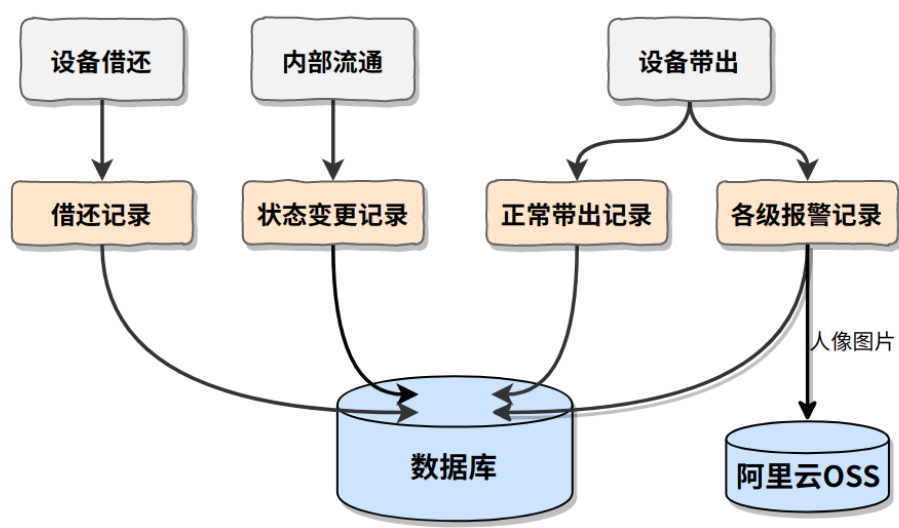 设备借还
内部流通
设备带出
借还记录
状态变更记录
正常带出记录
各级报警记录
人像图片
数据库
阿里云OSS